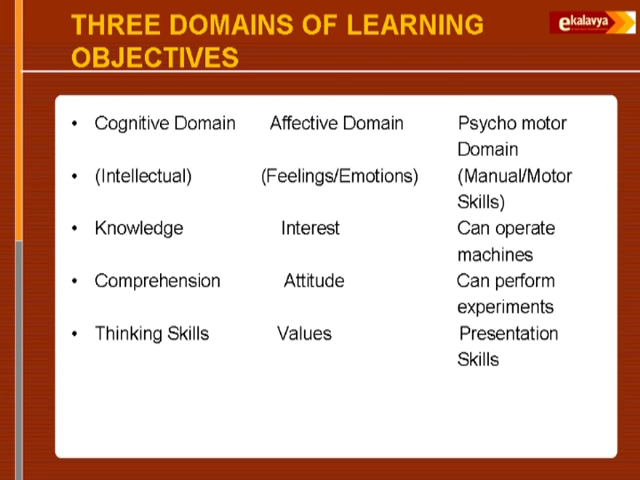 THREE DOMAINS OF LEARNING
OBJECTIVES
ekalavya
• Cognitive Domain Affective Domain Psycho motor
Domain
• (Intellectual) (Feelings/Emotions) (Manual/Motor
Skills)
• Knowledge Interest Can operate
machines
• Comprehension Attitude Can perform
experiments
• Thinking Skills Values Presentation
Skills